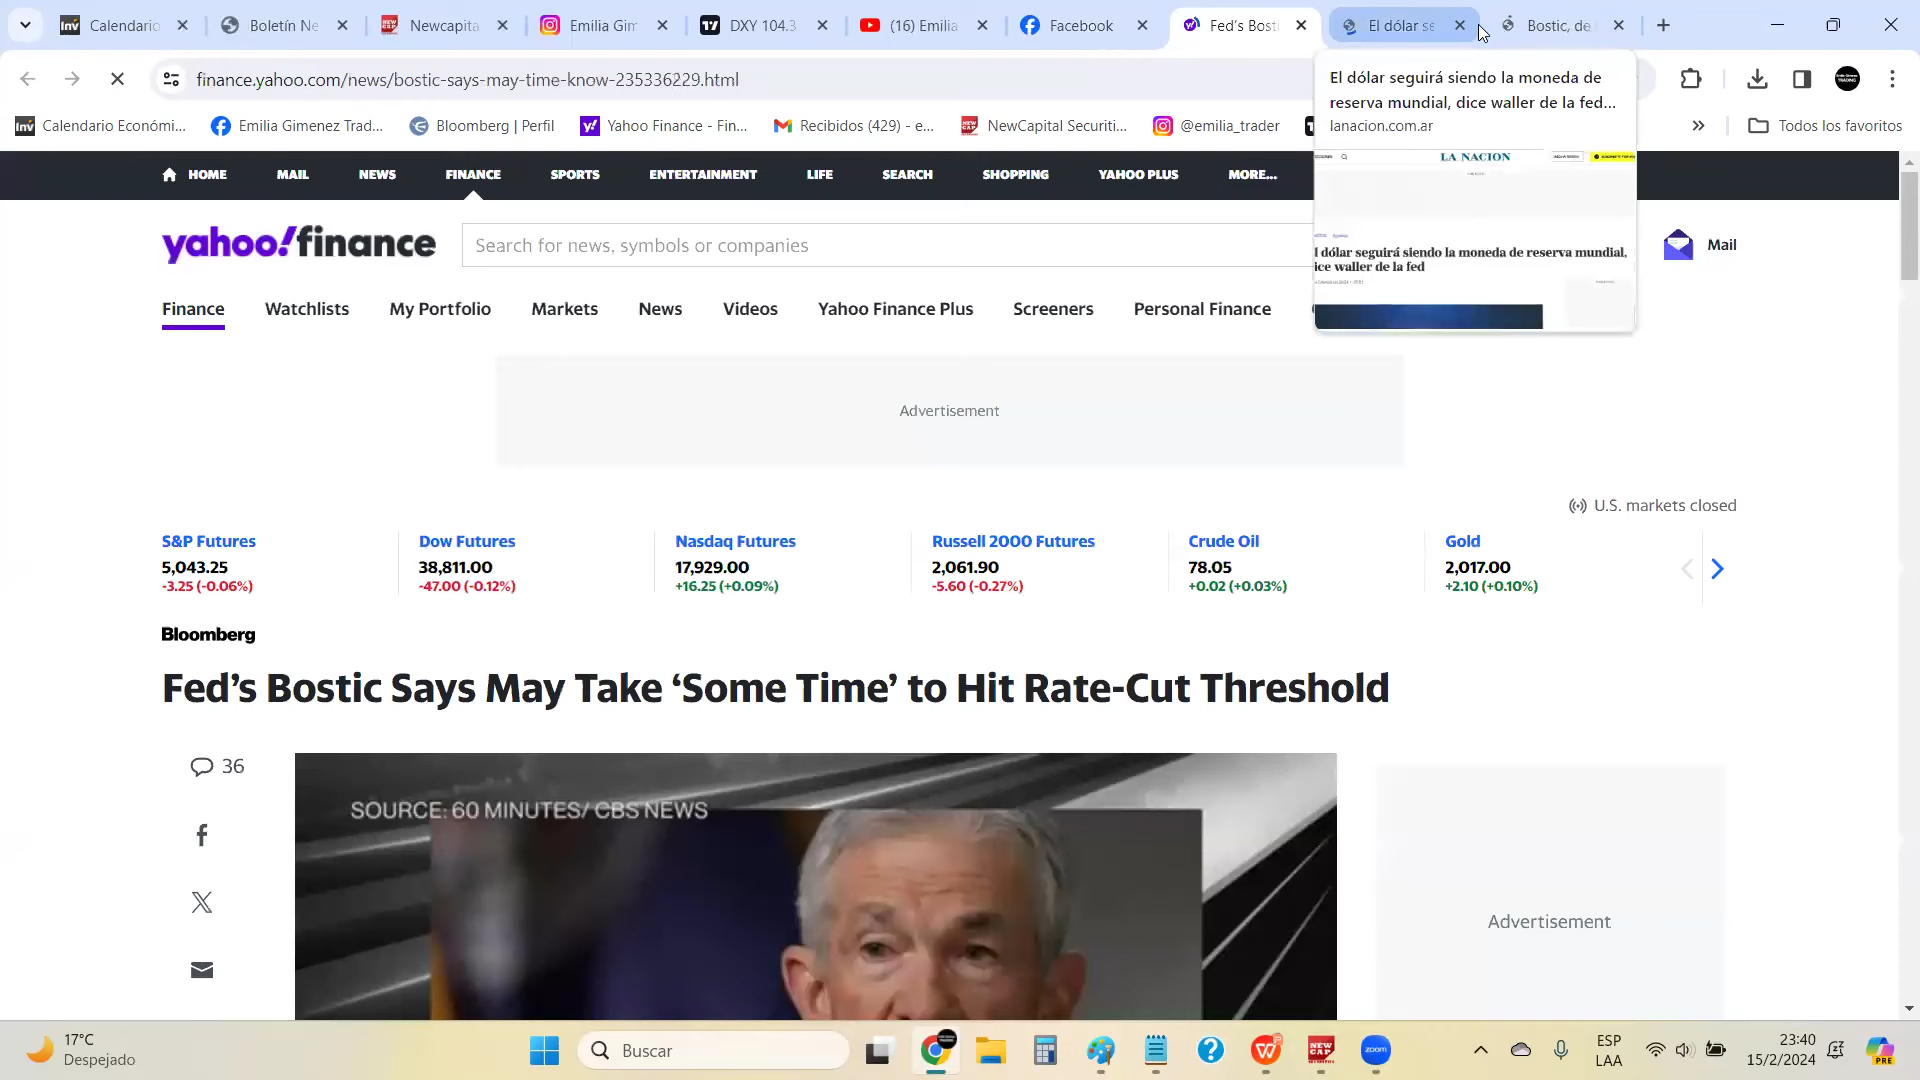 Calendario
Boletín Ne
Newcapita
Emilia Gim
DXY 104.3
(16) Emilia
Facebook
Fed's Bosti
El dólar se
Bostic, de
finance.yahoo.com/news/bostic-says-may-time-know-235336229.html
El dólar seguirá siendo la moneda de
reserva mundial, dice waller de la fed...
lanacion.com.ar
Calendario Económi...
Emilia Gimenez Trad...
Bloomberg | Perfil
Yahoo Finance - Fin...
Recibidos (429) - e...
NewCapital Securiti...
@emilia_trader
Todos los favoritos
LA NACION
l dólar seguirá siendo la moneda de reserva mundial,
ice waller de la fed
HOME
MAIL
NEWS
FINANCE
SPORTS
ENTERTAINMENT
LIFE
SEARCH
SHOPPING
YAHOO PLUS
MORE...
yahoo!finance
Search for news, symbols or companies
Mail
Finance
Watchlists
My Portfolio
Markets
News
Videos
Yahoo Finance Plus
Screeners
Personal Finance
Advertisement
U.S. markets closed
S&P Futures
5,043.25
-3.25 (-0.06%)
Dow Futures
38,811.00
-47.00 (-0.12%)
Nasdaq Futures
17,929.00
+16.25 (+0.09%)
Russell 2000 Futures
2,061.90
-5.60 (-0.27%)
Crude Oil
78.05
+0.02 (+0.03%)
Gold
2,017.00
+2.10 (+0.10%)
Bloomberg
Fed's Bostic Says May Take ‘Some Time’ to Hit Rate-Cut Threshold
36
SOURCE: 60 MINUTES/ CBS NEWS
Advertisement
17°C
Despejado
Buscar
zoom
ESP
LAA
23:40
15/2/2024
PRE